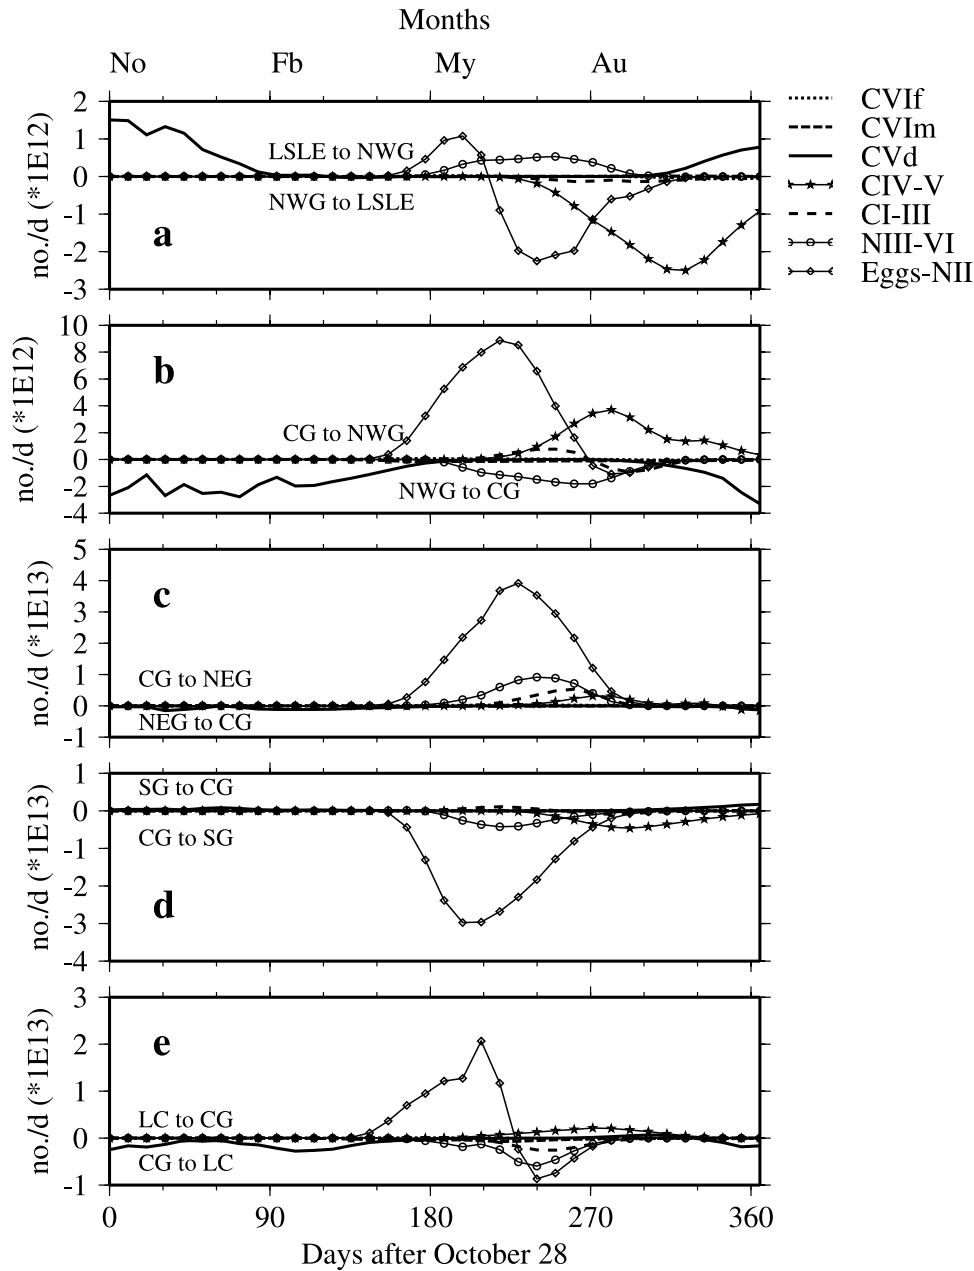 Months
No Fb My Au
CVIf
CVIm
CVd
CIV-V
CI-III
NIII-VI
Eggs-NII
no./d (*1E12)
2
1
0
-1
-2
-3
LSLE to NWG
NWG to LSLE
a
no./d (*1E12)
10
8
6
4
2
0
-2
-4
b
CG to NWG
NWG to CG
no./d (*1E13)
5
4
3
2
1
0
-1
c
CG to NEG
NEG to CG
no./d (*1E13)
1
0
-1
-2
-3
-4
SG to CG
CG to SG
d
no./d (*1E13)
3
2
1
0
-1
e
LC to CG
CG to LC
0 90 180 270 360
Days after October 28